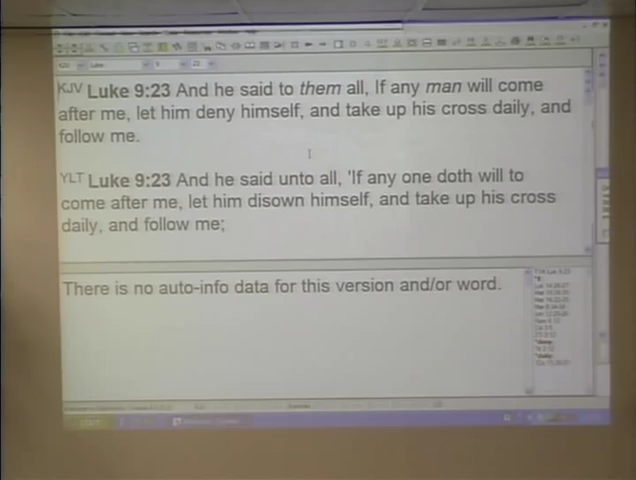 KJV Luke 9:23 And he said to them all, If any man will come
after me, let him deny himself, and take up his cross daily, and
follow me.
YLT Luke 9:23 And he said unto all, 'If any one doth will to
come after me, let him disown himself, and take up his cross
daily, and follow me;
There is no auto-info data for this version and/or word.